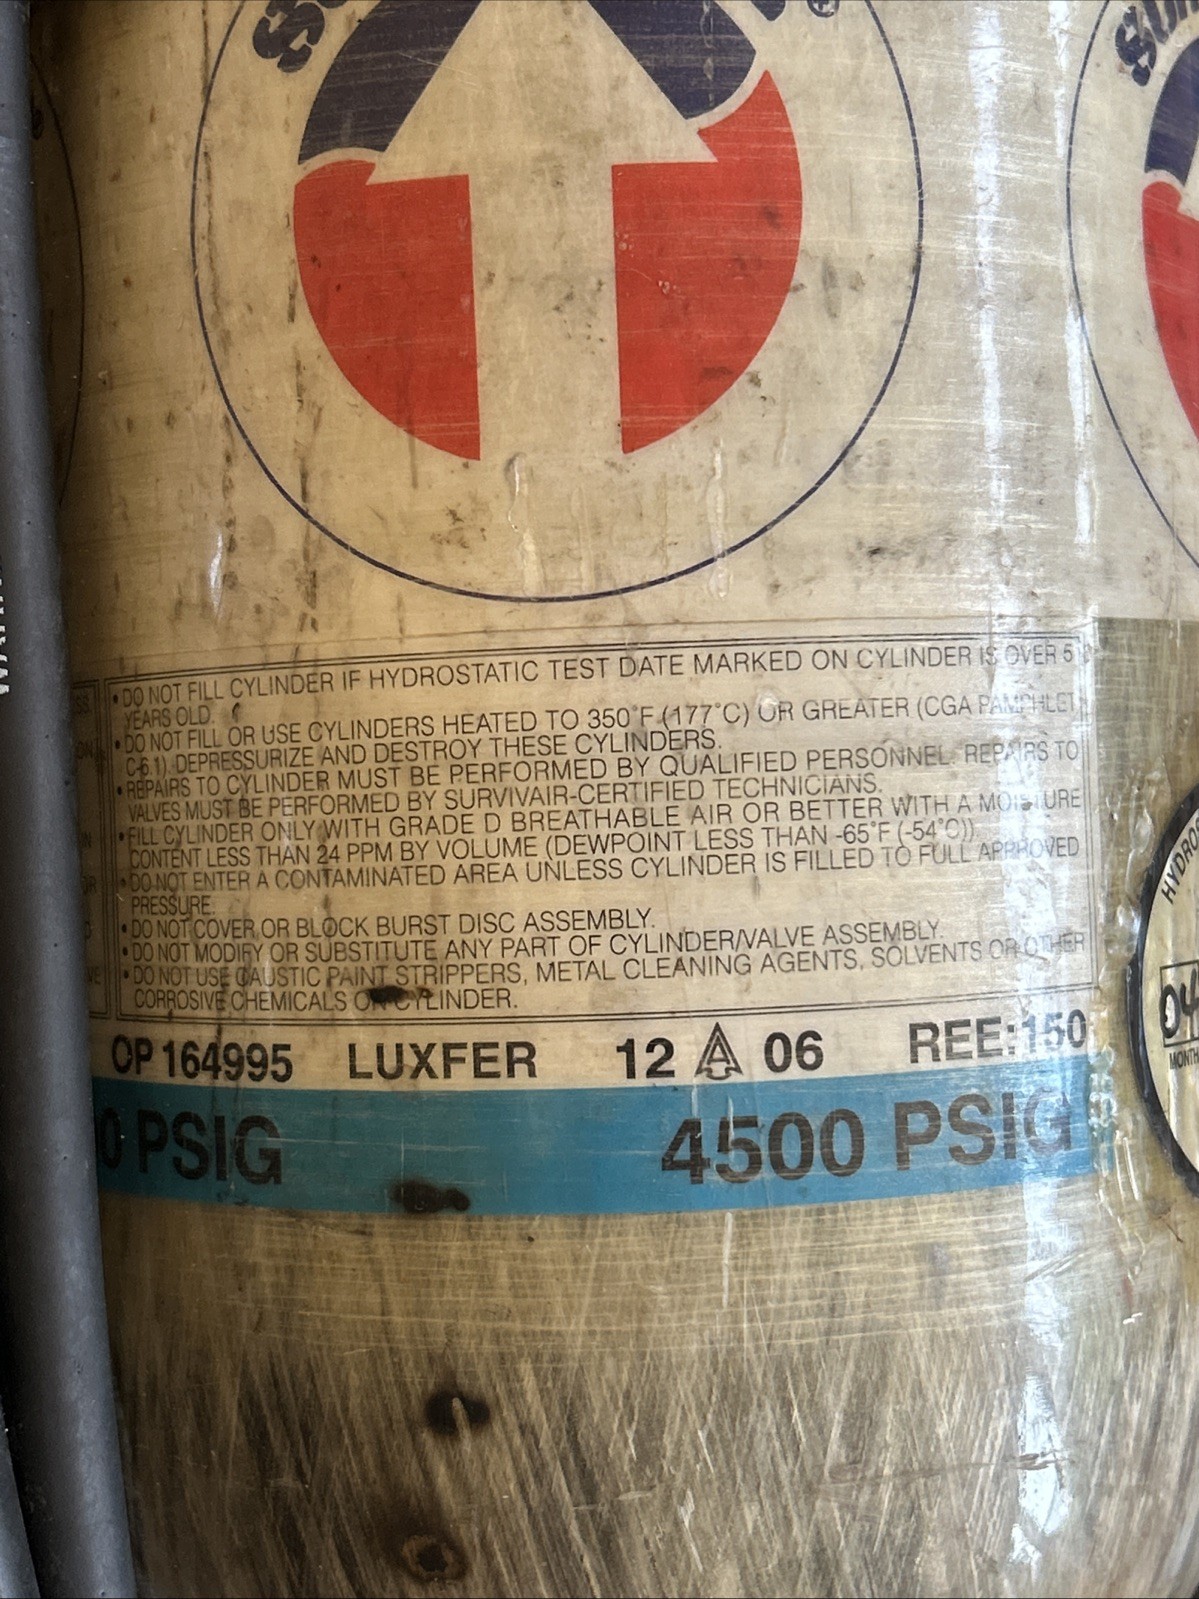 • DO NOT FILL CYLINDER IF HYDROSTATIC TEST DATE MARKED ON CYLINDER IS OVER 5
YEARS OLD.
• DO NOT FILL OR USE CYLINDERS HEATED TO 350°F (177°C) OR GREATER (CGA PAMPHLET
C-6.1) DEPRESSURIZE AND DESTROY THESE CYLINDERS.
• REPAIRS TO CYLINDER MUST BE PERFORMED BY QUALIFIED PERSONNEL. REPAIRS TO
VALVES MUST BE PERFORMED BY SURVIVAIR-CERTIFIED TECHNICIANS.
• FILL CYLINDER ONLY WITH GRADE D BREATHABLE AIR OR BETTER WITH A MOISTURE
CONTENT LESS THAN 24 PPM BY VOLUME (DEWPOINT LESS THAN -65°F (-54°C))
• DO NOT ENTER A CONTAMINATED AREA UNLESS CYLINDER IS FILLED TO FULL APPROVED
PRESSURE.
• DO NOT COVER OR BLOCK BURST DISC ASSEMBLY.
• DO NOT MODIFY OR SUBSTITUTE ANY PART OF CYLINDER/VALVE ASSEMBLY.
• DO NOT USE CAUSTIC PAINT STRIPPERS, METAL CLEANING AGENTS, SOLVENTS OR OTHER
CORROSIVE CHEMICALS ON CYLINDER.
OP 164995 LUXFER 12 A 06 REE:150
0 PSIG 4500 PSIG
HYDRO
04
MONTH